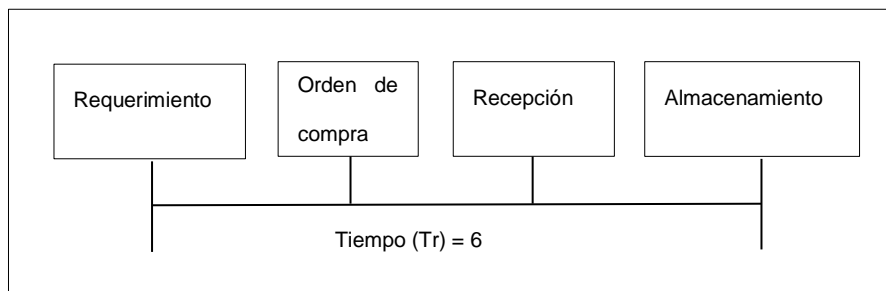 Requerimiento
Orden de
compra
Recepción
Almacenamiento
Tiempo (Tr) = 6